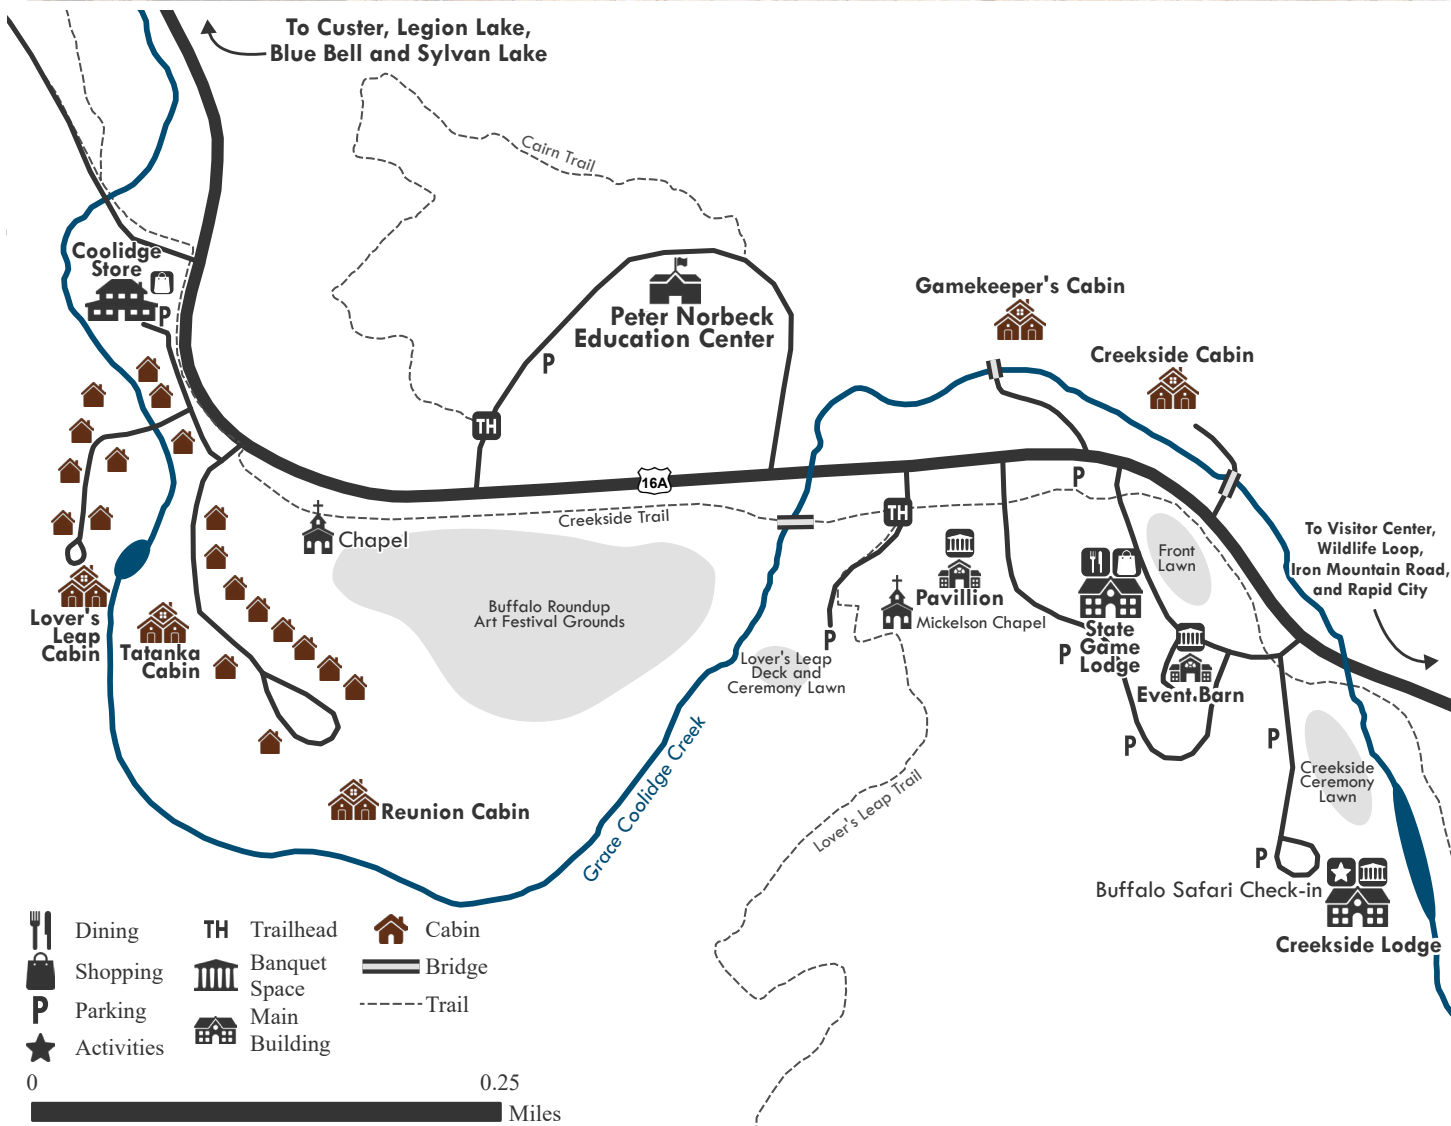 To Custer, Legion Lake,
Blue Bell and Sylvan Lake
Cairn Trail
Coolidge
Store
P
Peter Norbeck
Education Center
P
TH
Gamekeeper's Cabin
Creekside Cabin
16A
P
Creekside Trail
TH
Chapel
Buffalo Roundup
Art Festival Grounds
Front
Lawn
To Visitor Center,
Wildlife Loop,
Iron Mountain Road,
and Rapid City
Pavillion
Mickelson Chapel
P
Lover's Leap
Deck and
Ceremony Lawn
State
Game
Lodge
P
Event Barn
P
P
Lover's
Leap
Cabin
Tatanka
Cabin
Reunion Cabin
Grace Coolidge Creek
Lover's Leap Trail
Creekside
Ceremony
Lawn
P
Buffalo Safari Check-in
Creekside Lodge
Dining
Shopping
P Parking
Activities
TH Trailhead
Banquet
Space
Main
Building
Cabin
Bridge
Trail
0 0.25
Miles